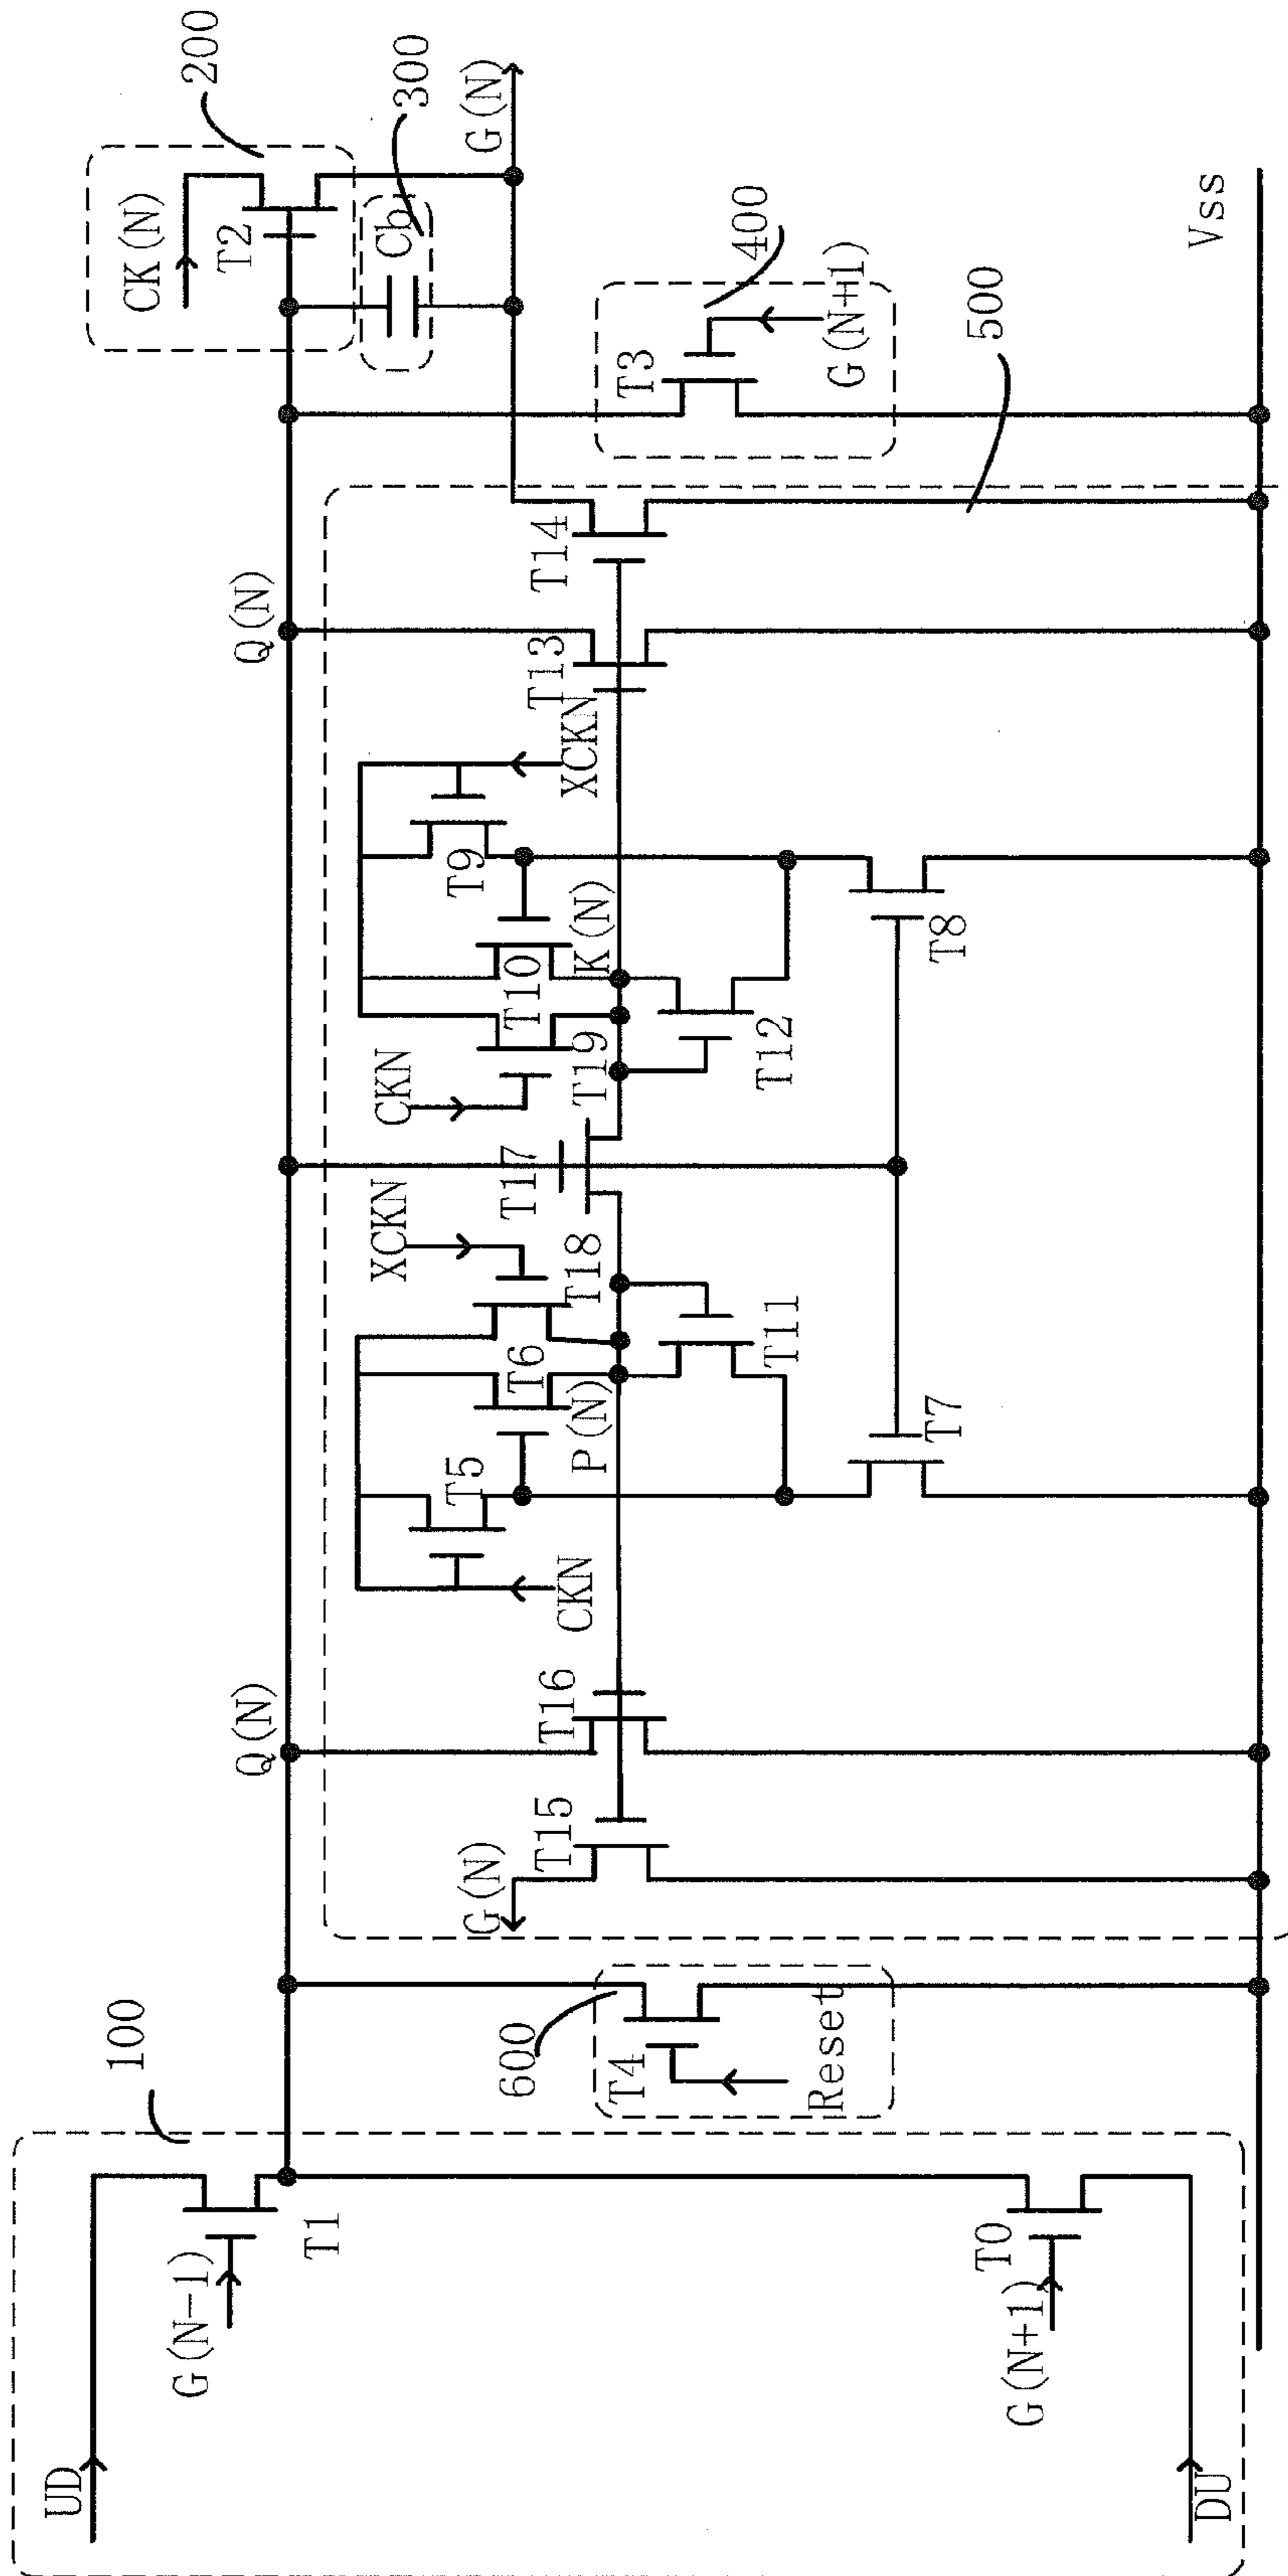 UD
G(N-1)
T1
100
G(N+1)
T0
DU
T4
600
Reset
Q(N)
G(N)
T15
T16
CKN
T5
P(N)
T6
T18
XCKN
T11
T7
T17
CKN
T19
T10
K(N)
T12
T9
T8
XCKN
Q(N)
T13
T14
500
T3
400
G(N+1)
CK(N)
T2
200
Cb
300
G(N)
Vss